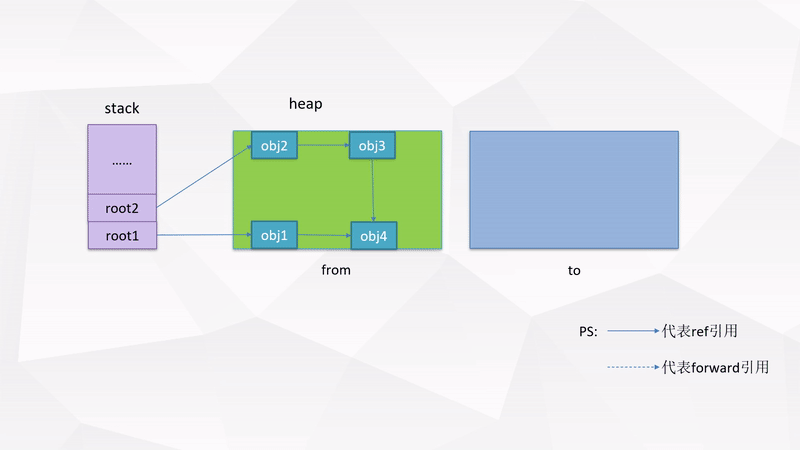 stack
heap
……
root2
root1
obj2
obj3
obj1
obj4
from
to
PS:
代表ref引用
代表forward引用